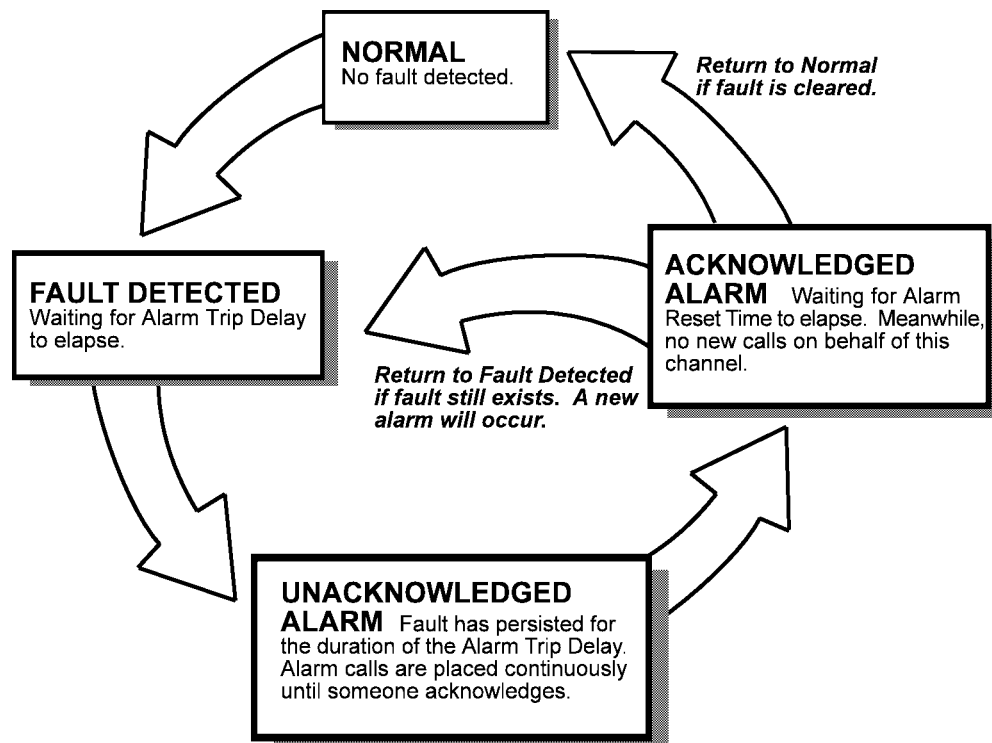 NORMAL
No fault detected.
Return to Normal
if fault is cleared.
FAULT DETECTED
Waiting for Alarm Trip Delay
to elapse.
ACKNOWLEDGED
ALARM Waiting for Alarm
Reset Time to elapse. Meanwhile,
no new calls on behalf of this
channel.
Return to Fault Detected
if fault still exists. A new
alarm will occur.
UNACKNOWLEDGED
ALARM Fault has persisted for
the duration of the Alarm Trip Delay.
Alarm calls are placed continuously
until someone acknowledges.